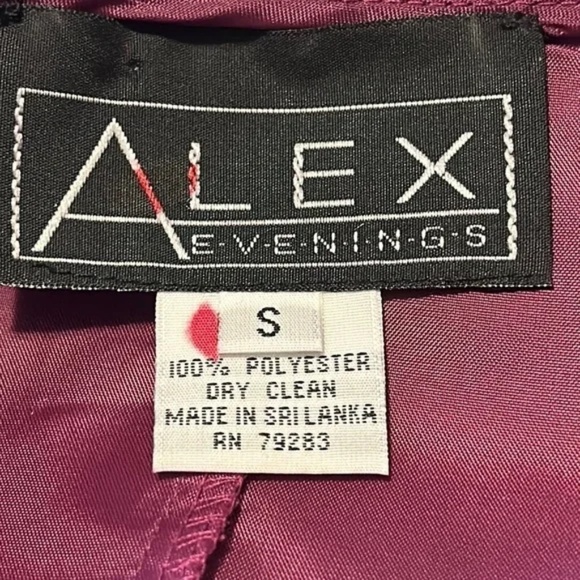 ALEX
E·V·E·N·I·N·G·S
S
100% POLYESTER
DRY CLEAN
MADE IN SRI LANKA
RN 79283